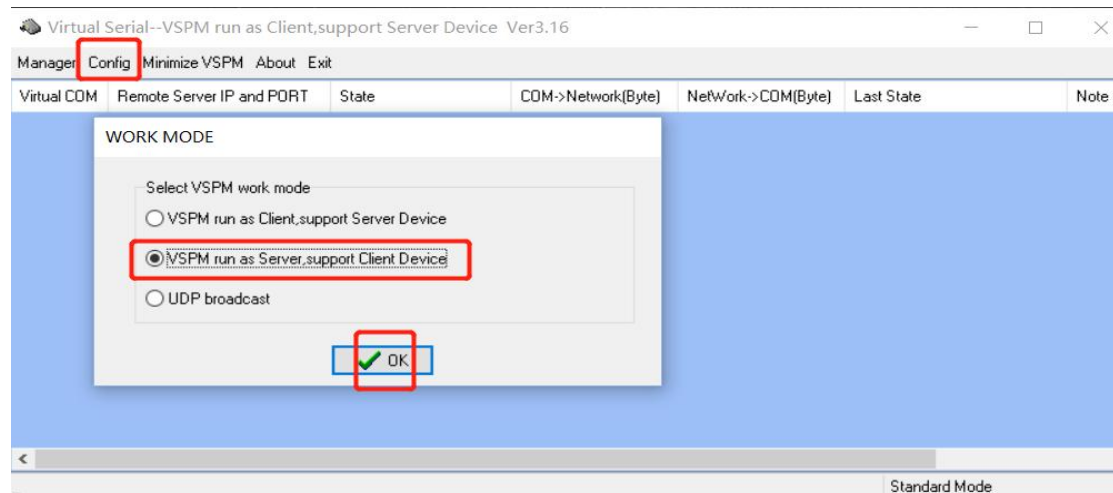 Virtual Serial--VSPM run as Client,support Server Device Ver3.16
Manager Config Minimize VSPM About Exit
Virtual COM Remote Server IP and PORT State COM->Network(Byte) NetWork->COM(Byte) Last State Note
WORK MODE
Select VSPM work mode
VSPM run as Client,support Server Device
VSPM run as Server,support Client Device
UDP broadcast
OK
Standard Mode